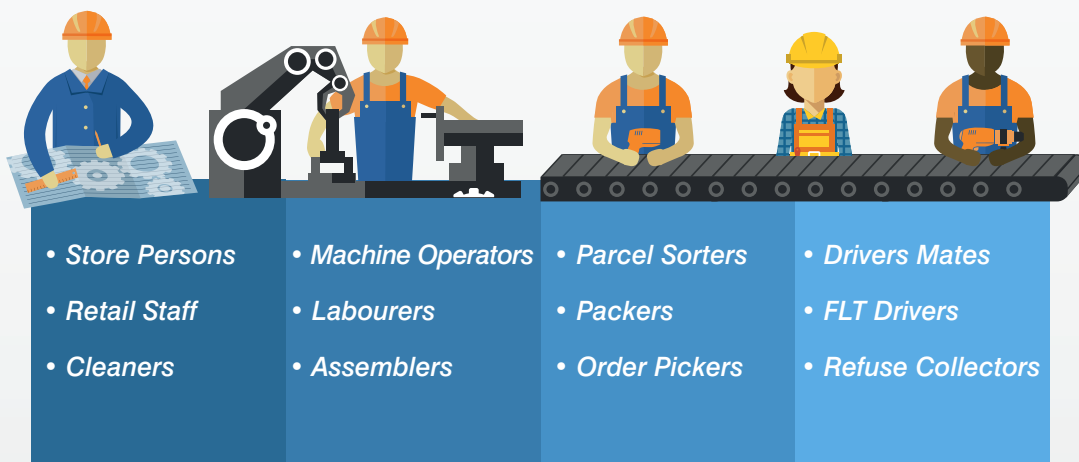 • Store Persons
• Retail Staff
• Cleaners
• Machine Operators
• Labourers
• Assemblers
• Parcel Sorters
• Packers
• Order Pickers
• Drivers Mates
• FLT Drivers
• Refuse Collectors